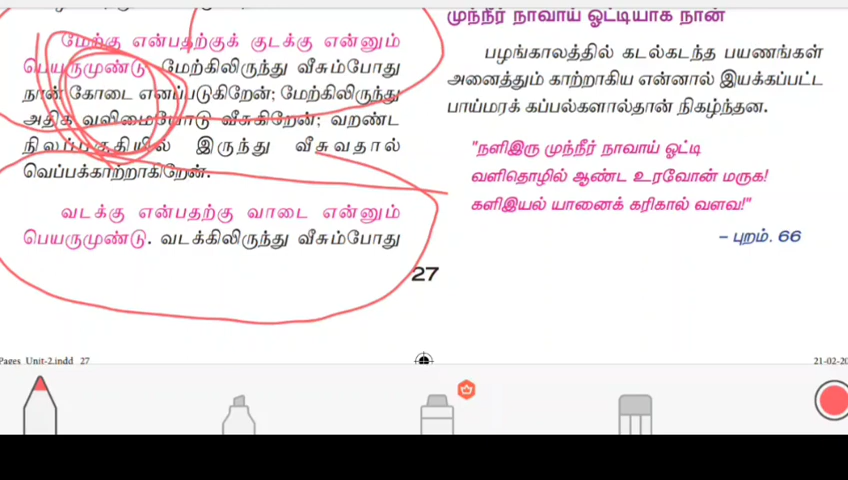 மேற்கு என்பதற்குக் குடக்கு என்னும்
பெயருமுண்டு மேற்கிலிருந்து வீசும்போது
நான் கோடை எனப்படுகிறேன்; மேற்கிலிருந்து
அதிக வலிமையோடு வீசுகிறேன்; வறண்ட
நிலப்பகுதியில் இருந்து வீசுவதால்
வெப்பக்காற்றாகிறேன்.
வடக்கு என்பதற்கு வாடை என்னும்
பெயருமுண்டு. வடக்கிலிருந்து வீசும்போது
முந்நீர் நாவாய் ஓட்டியாக நான்
பழங்காலத்தில் கடல்கடந்த பயணங்கள்
அனைத்தும் காற்றாகிய என்னால் இயக்கப்பட்ட
பாய்மரக் கப்பல்களால்தான் நிகழ்ந்தன.
"நளிஇரு முந்நீர் நாவாய் ஓட்டி
வளிதொழில் ஆண்ட உரவோன் மருக!
களிஇயல் யானைக் கரிகால் வளவ!"
– புறம். 66
27
Pages Unit-2.indd 27
21-02-20